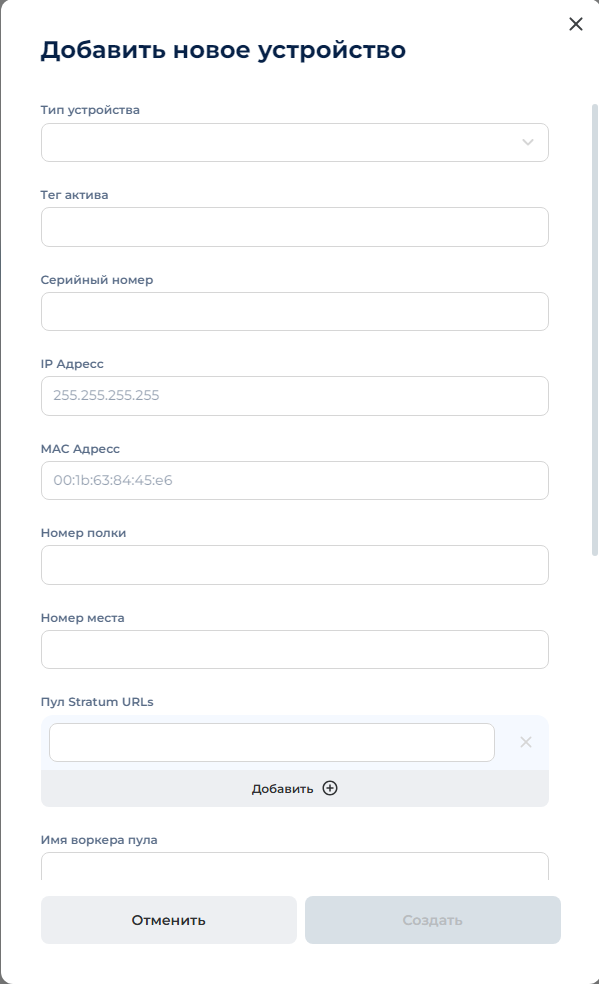 Добавить новое устройство
Тип устройства
Тег актива
Серийный номер
IP Адресс
255.255.255.255
MAC Адресс
00:1b:63:84:45:e6
Номер полки
Номер места
Пул Stratum URLs
Добавить
Имя воркера пула
Отменить
Создать